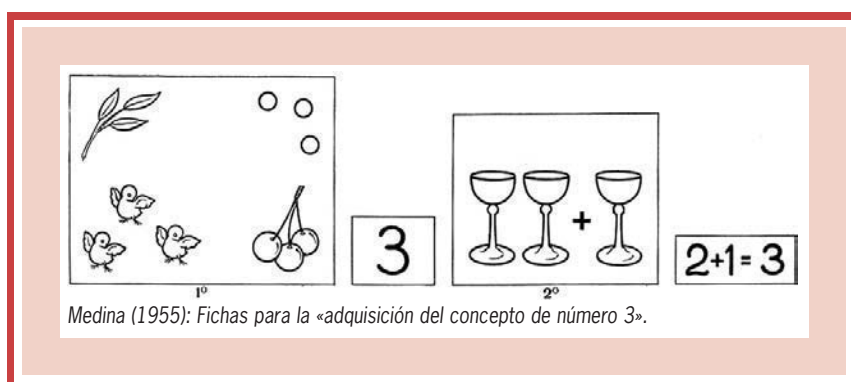 3
2+1=3
1º
2º
Medina (1955): Fichas para la «adquisición del concepto de número 3».